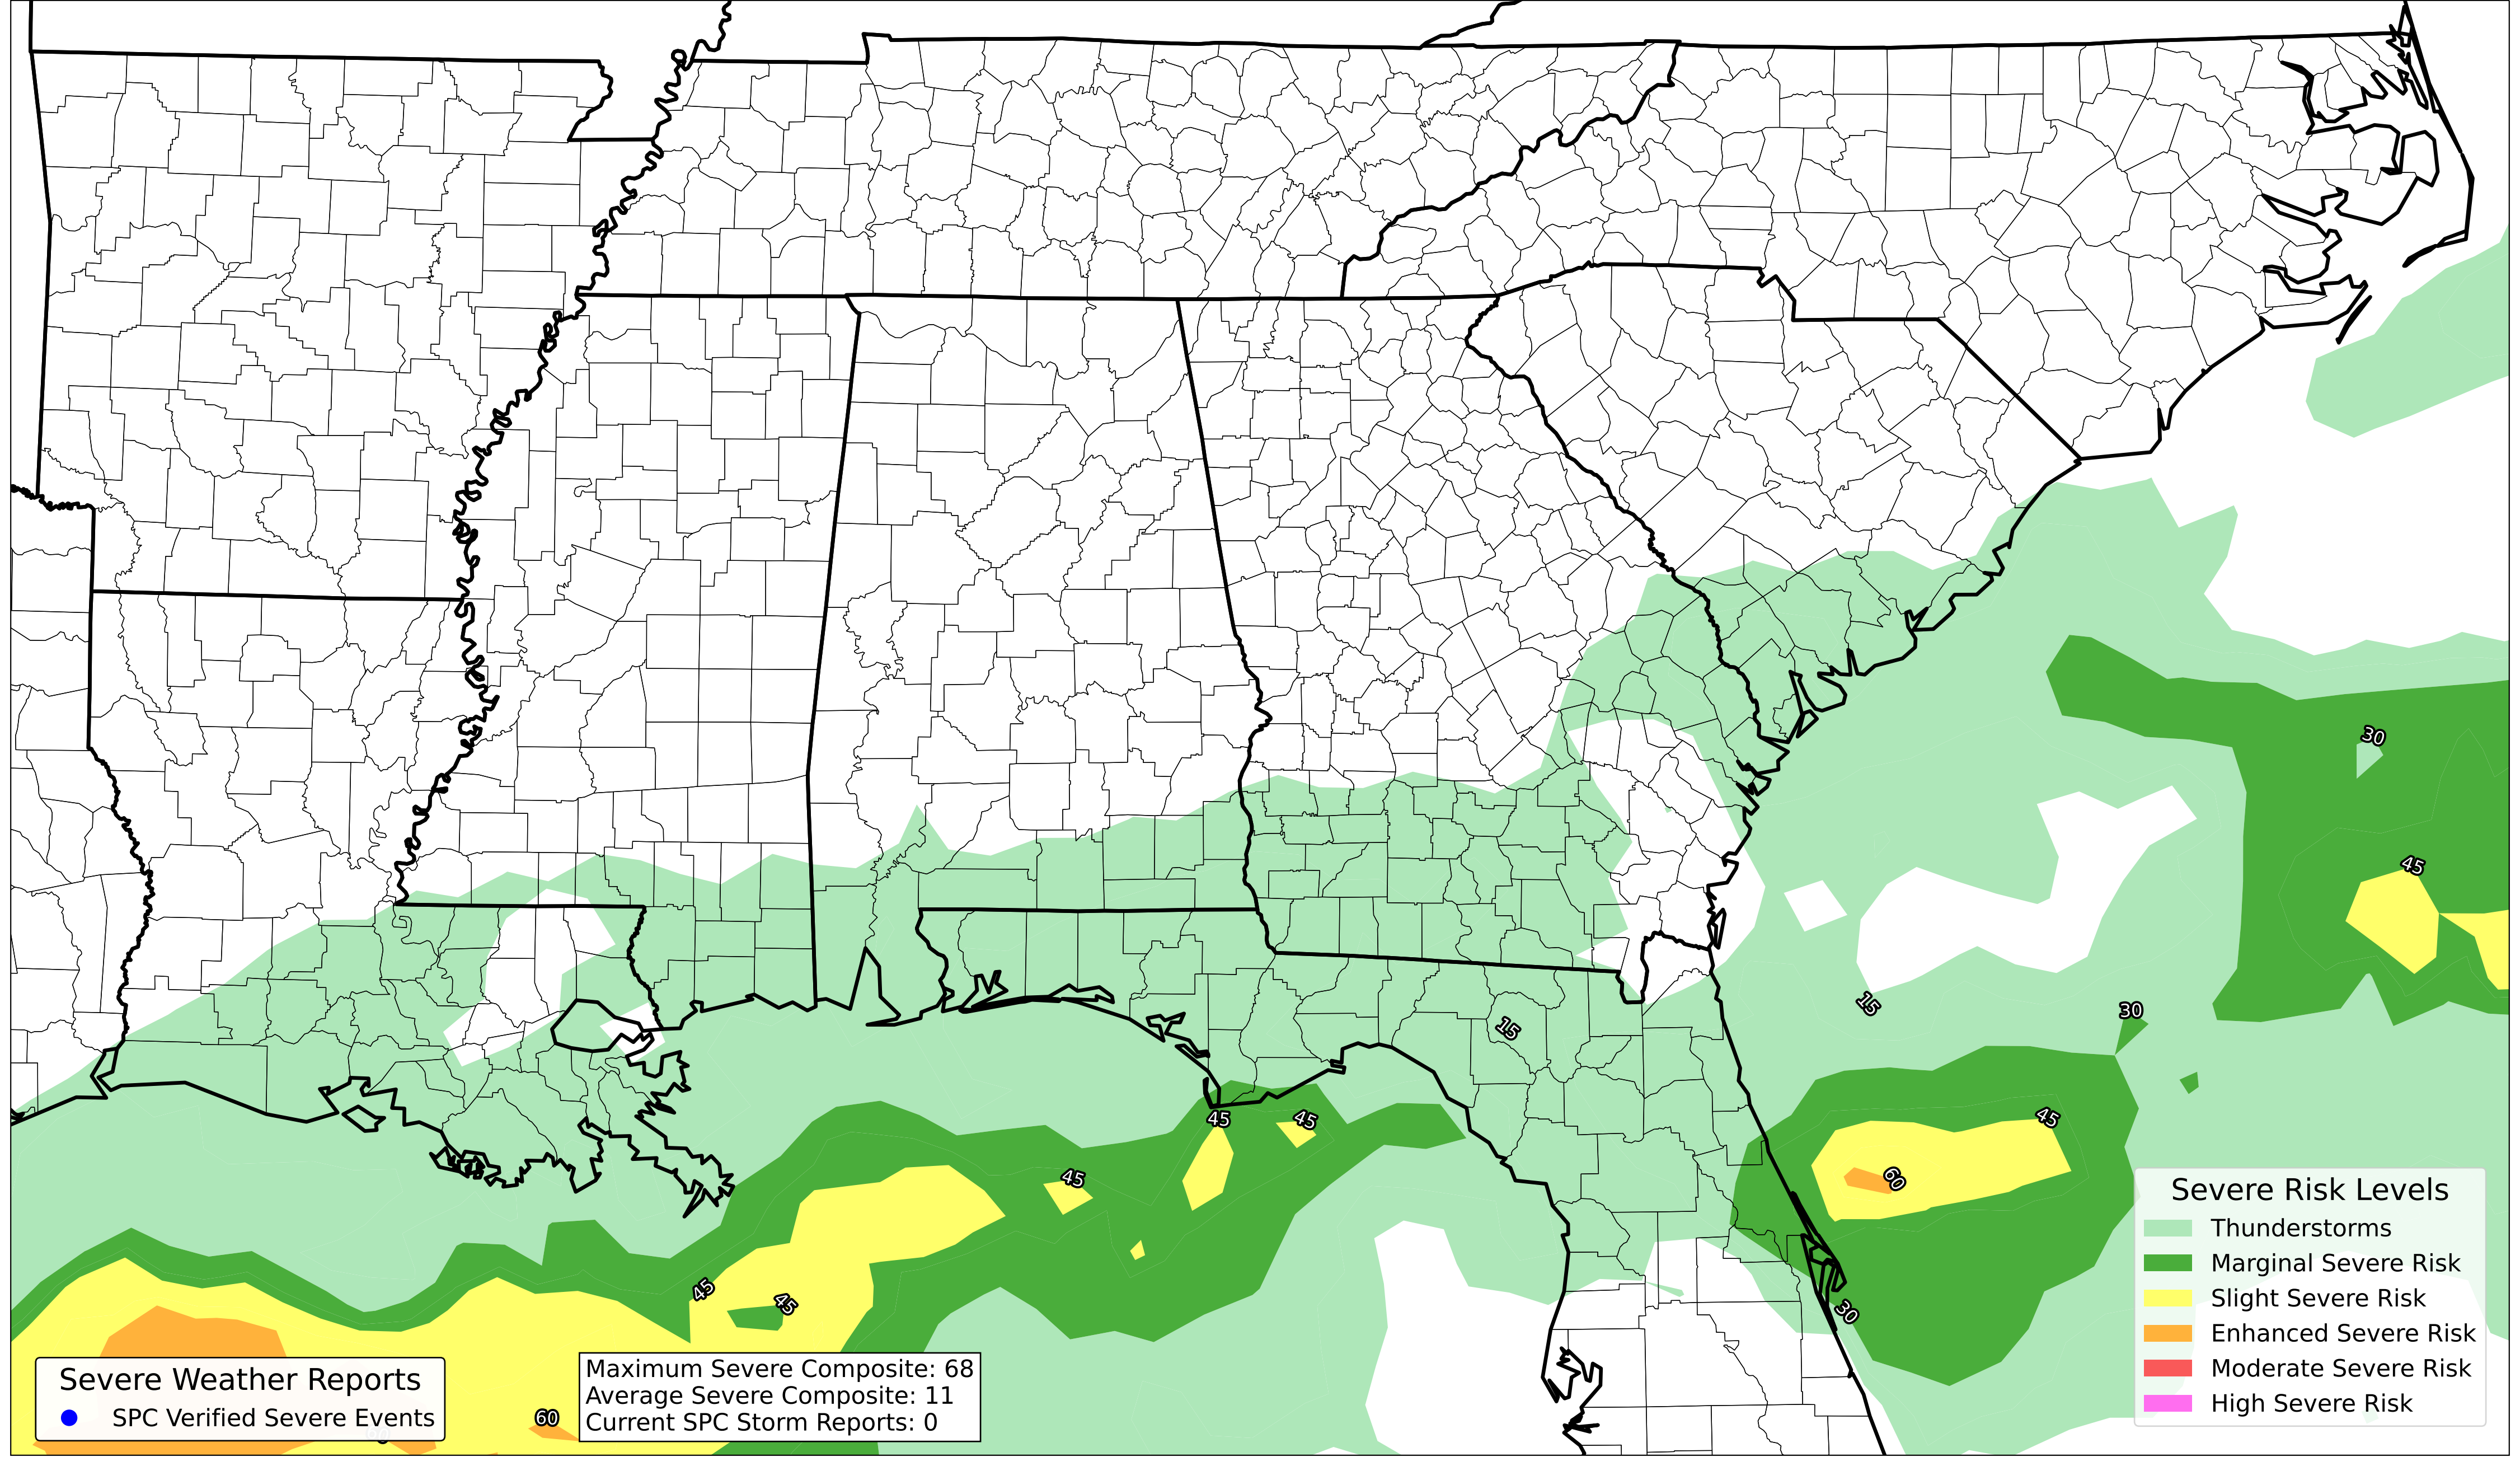 30
45
15
15
30
45
45
45
45
60
45
45
30
60
Severe Risk Levels
Thunderstorms
Marginal Severe Risk
Slight Severe Risk
Enhanced Severe Risk
Moderate Severe Risk
High Severe Risk
Severe Weather Reports
SPC Verified Severe Events
Maximum Severe Composite: 68
Average Severe Composite: 11
Current SPC Storm Reports: 0